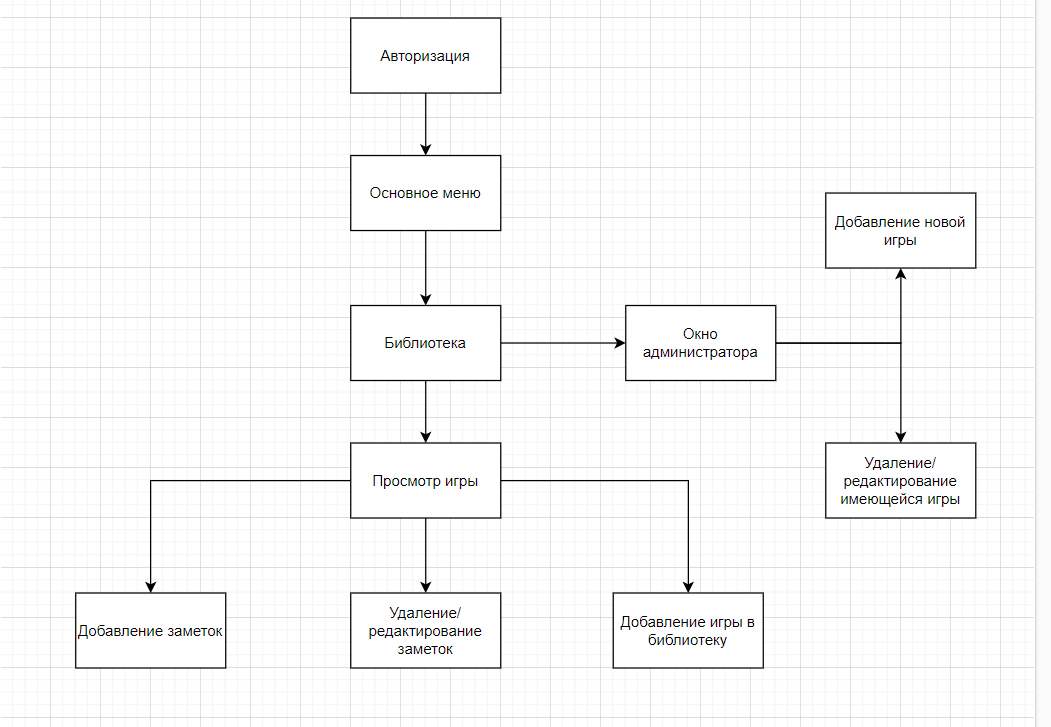 Авторизация
Основное меню
Добавление новой
игры
Библиотека
Окно
администратора
Просмотр игры
Удаление/
редактирование
имеющейся игры
Добавление заметок
Удаление/
редактирование
заметок
Добавление игры в
библиотеку